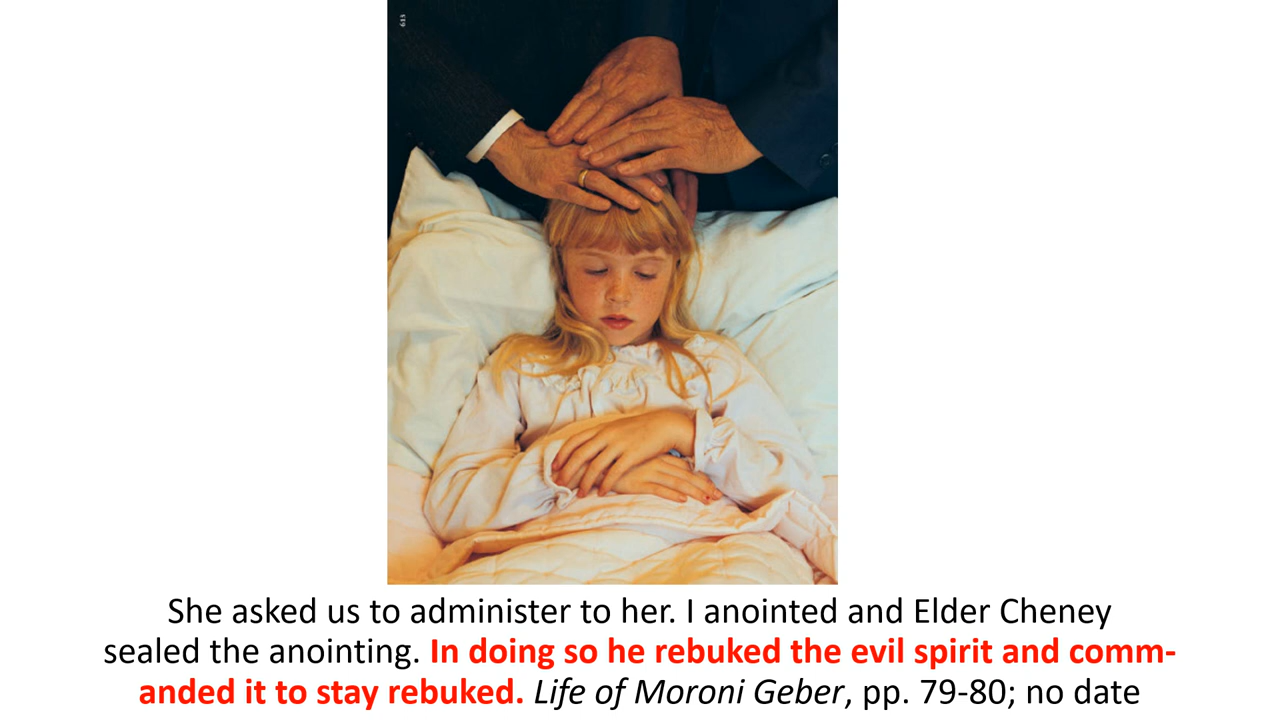 615
She asked us to administer to her. I anointed and Elder Cheney
sealed the anointing. In doing so he rebuked the evil spirit and comm-
anded it to stay rebuked. Life of Moroni Geber, pp. 79-80; no date